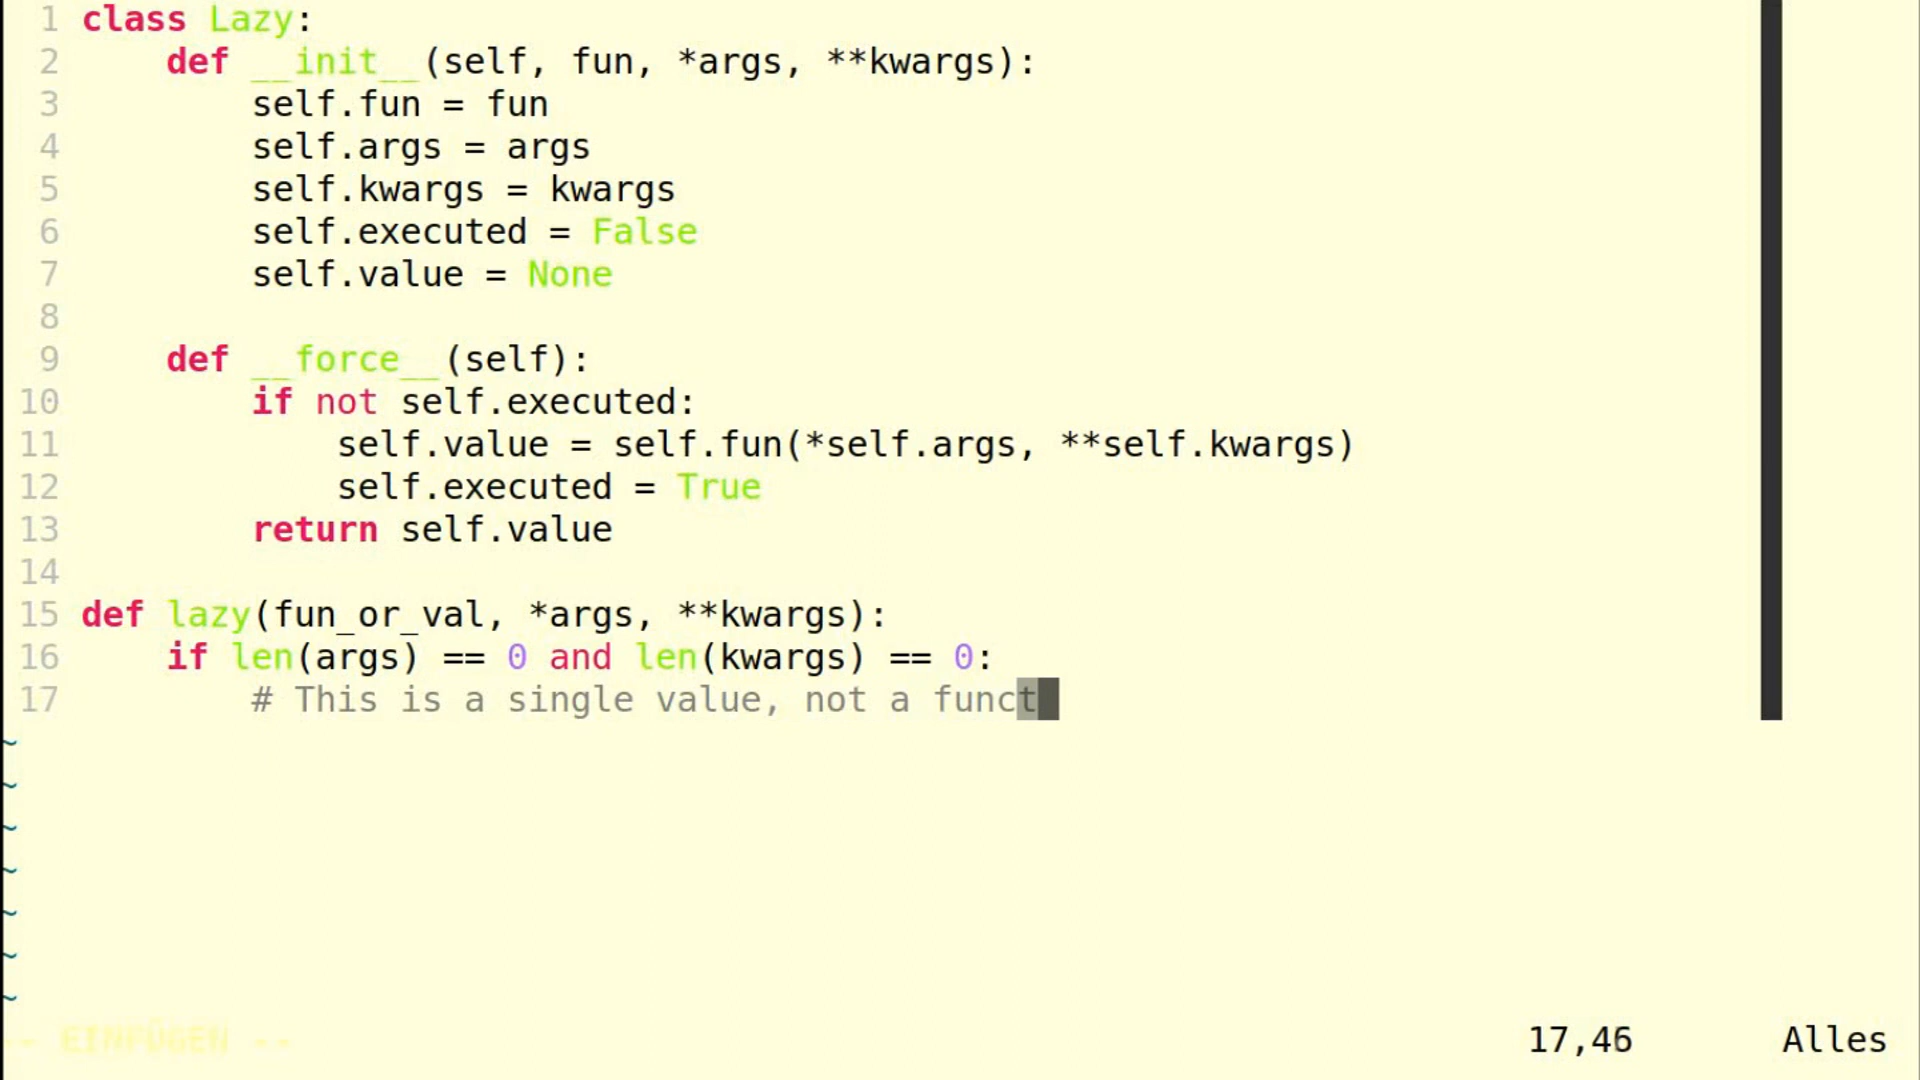 1 class Lazy:
2     def __init__(self, fun, *args, **kwargs):
3         self.fun = fun
4         self.args = args
5         self.kwargs = kwargs
6         self.executed = False
7         self.value = None
8
9     def __force__(self):
10         if not self.executed:
11             self.value = self.fun(*self.args, **self.kwargs)
12             self.executed = True
13         return self.value
14
15 def lazy(fun_or_val, *args, **kwargs):
16     if len(args) == 0 and len(kwargs) == 0:
17         # This is a single value, not a funct
~
~
~
~
~
~
~
-- EINFÜGEN -- 17,46 Alles